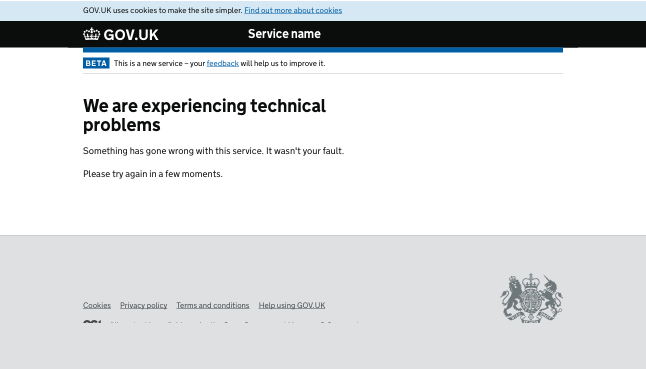 GOV.UK uses cookies to make the site simpler. Find out more about cookies
GOV.UK Service name
BETA This is a new service – your feedback will help us to improve it.
We are experiencing technical
problems
Something has gone wrong with this service. It wasn't your fault.
Please try again in a few moments.
Cookies Privacy policy Terms and conditions Help using GOV.UK